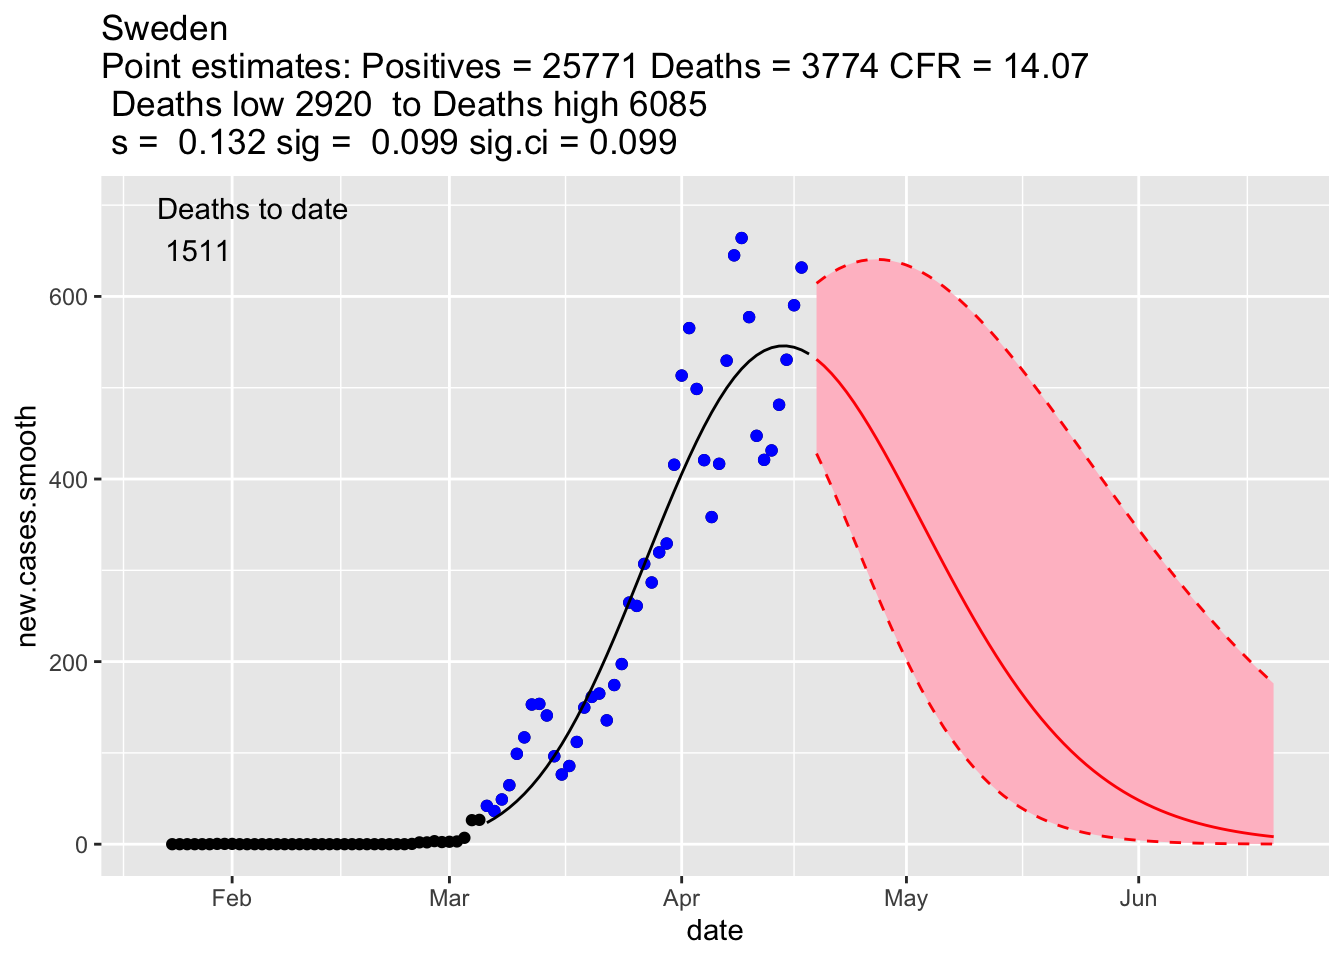 Sweden
Point estimates: Positives = 25771 Deaths = 3774 CFR = 14.07
Deaths low 2920  to Deaths high 6085
s =  0.132 sig =  0.099 sig.ci = 0.099
Deaths to date
1511
600
400
200
0
new.cases.smooth
Feb Mar Apr May Jun
date